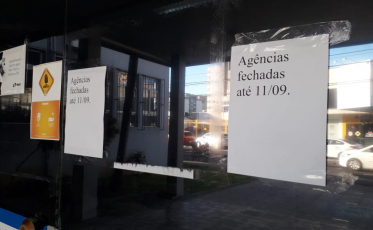 Agências
fechadas
até 11/09.
Agências
fechadas
até 11/09.